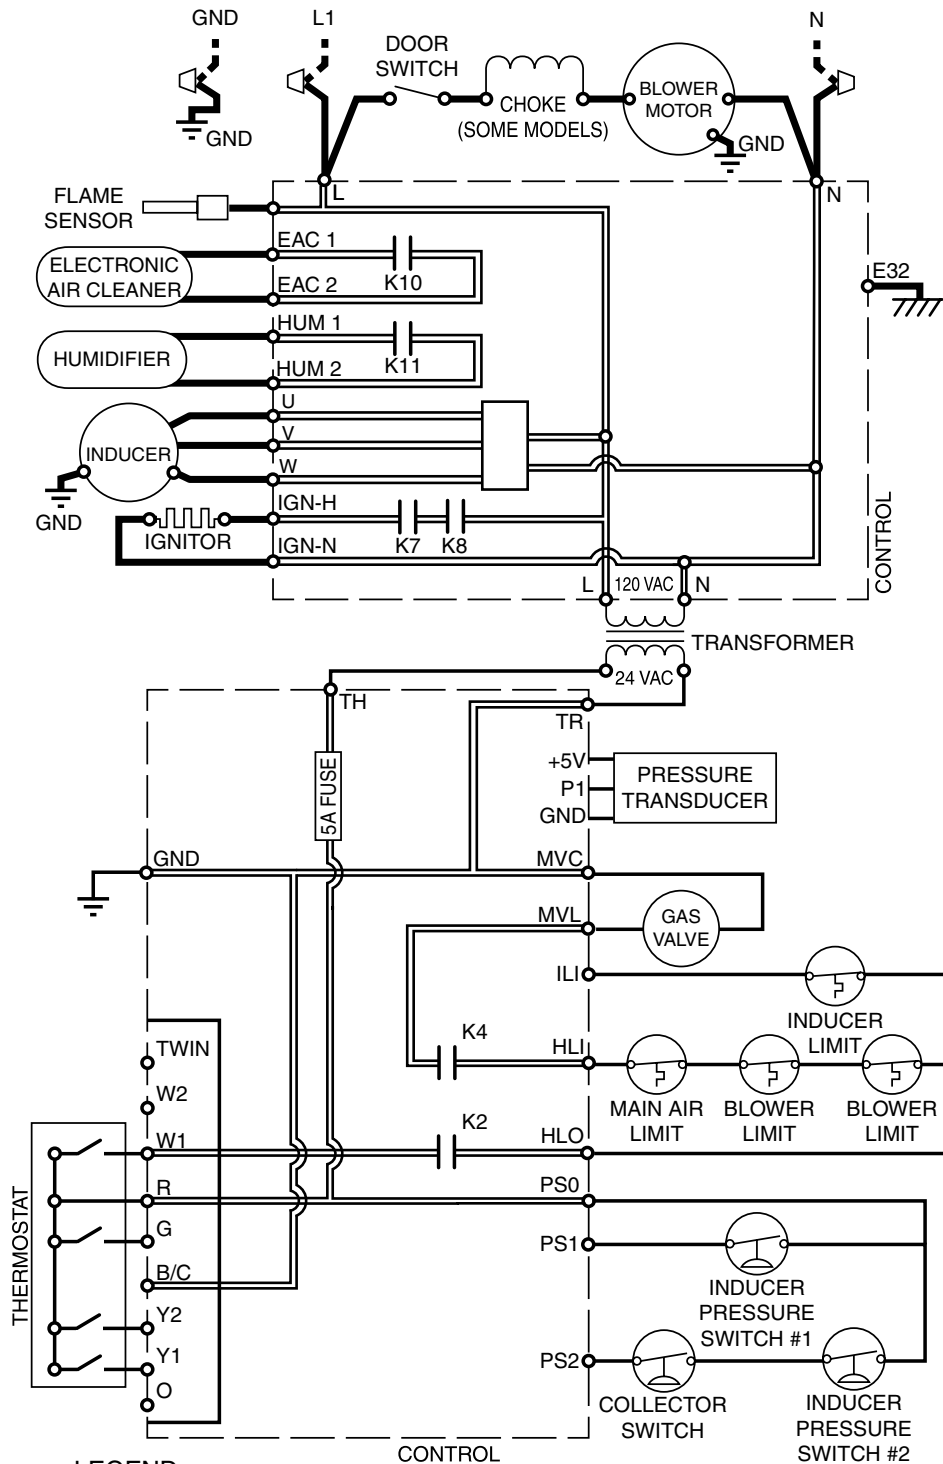 GND
L1
N
DOOR
SWITCH
CHOKE
(SOME MODELS)
BLOWER
MOTOR
GND
GND
L
N
FLAME
SENSOR
EAC 1
ELECTRONIC
AIR CLEANER
K10
EAC 2
E32
HUM 1
HUMIDIFIER
K11
HUM 2
U
V
INDUCER
W
IGN-H
GND
IGNITOR
K7
K8
IGN-N
CONTROL
L
120 VAC
N
TRANSFORMER
24 VAC
TH
TR
5A FUSE
+5V
P1
GND
PRESSURE
TRANSDUCER
GND
MVC
MVL
GAS
VALVE
ILI
INDUCER
LIMIT
K4
HLI
MAIN AIR
LIMIT
BLOWER
LIMIT
BLOWER
LIMIT
TWIN
W2
K2
W1
HLO
R
PS0
G
PS1
THERMOSTAT
B/C
INDUCER
PRESSURE
SWITCH #1
Y2
Y1
PS2
O
COLLECTOR
SWITCH
INDUCER
PRESSURE
SWITCH #2
CONTROL
LEGEND